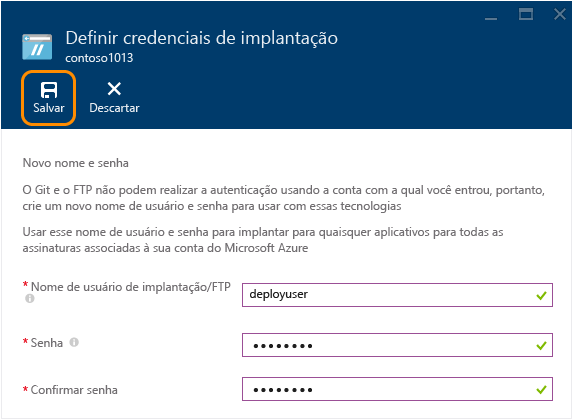 Definir credenciais de implantação
contoso1013
Salvar
Descartar
Novo nome e senha
O Git e o FTP não podem realizar a autenticação usando a conta com a qual você entrou, portanto,
crie um novo nome de usuário e senha para usar com essas tecnologias
Usar esse nome de usuário e senha para implantar para quaisquer aplicativos para todas as
assinaturas associadas à sua conta do Microsoft Azure
* Nome de usuário de implantação/FTP
deployuser
* Senha
••••••••
* Confirmar senha
••••••••